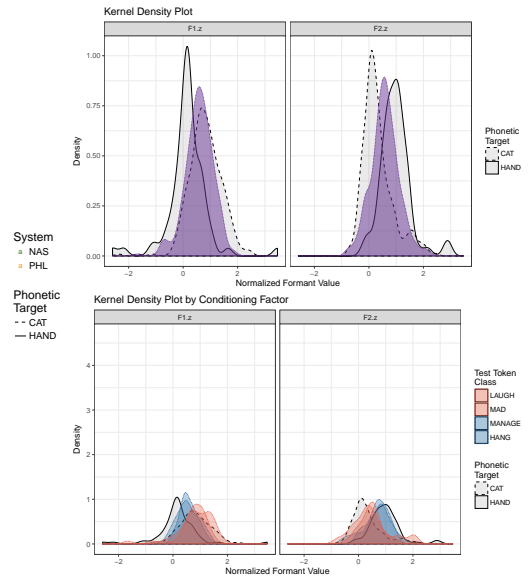 Kernel Density Plot
F1.z
F2.z
1.00
0.75
0.50
0.25
0.00
Density
−2
0
2
−2
0
2
Normalized Formant Value
Phonetic
Target
CAT
HAND
System
NAS
PHL
Phonetic
Target
CAT
HAND
Kernel Density Plot by Conditioning Factor
F1.z
F2.z
4
3
2
1
0
Density
−2
0
2
−2
0
2
Normalized Formant Value
Test Token
Class
LAUGH
MAD
MANAGE
HANG
Phonetic
Target
CAT
HAND